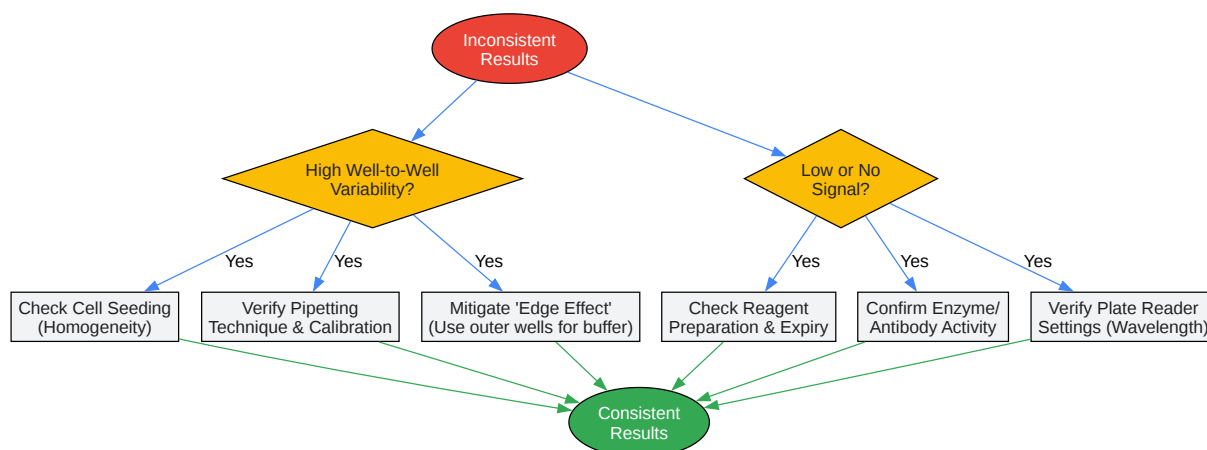 Inconsistent
Results
High Well-to-Well
Variability?
Low or No
Signal?
Yes
Yes
Yes
Yes
Yes
Yes
Check Cell Seeding
(Homogeneity)
Verify Pipetting
Technique & Calibration
Mitigate 'Edge Effect'
(Use outer wells for buffer)
Check Reagent
Preparation & Expiry
Confirm Enzyme/
Antibody Activity
Verify Plate Reader
Settings (Wavelength)
Consistent
Results